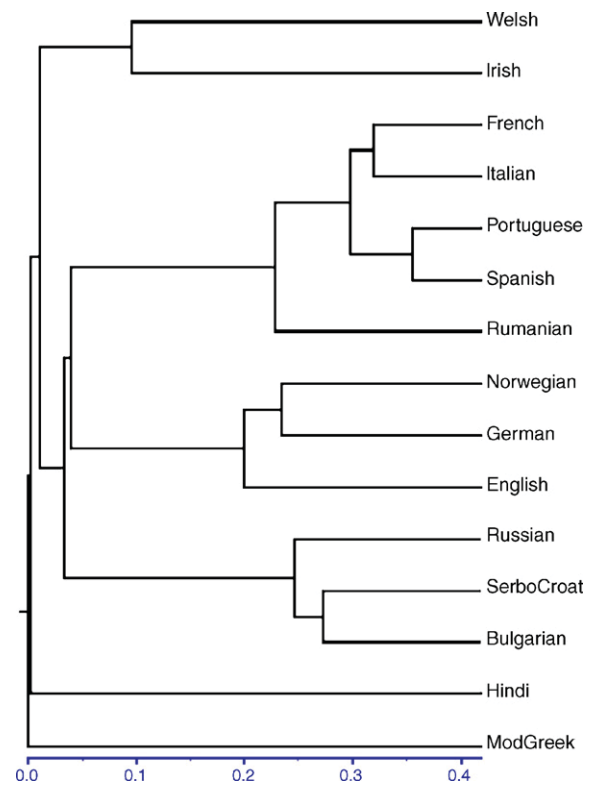 Welsh
Irish
French
Italian
Portuguese
Spanish
Rumanian
Norwegian
German
English
Russian
SerboCroat
Bulgarian
Hindi
ModGreek
0.0 0.1 0.2 0.3 0.4